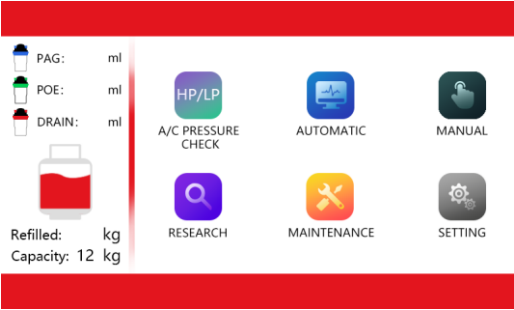 PAG: ml
POE: ml
DRAIN: ml
Refilled: kg
Capacity: 12 kg
HP/LP
A/C PRESSURE
CHECK
AUTOMATIC
MANUAL
RESEARCH
MAINTENANCE
SETTING